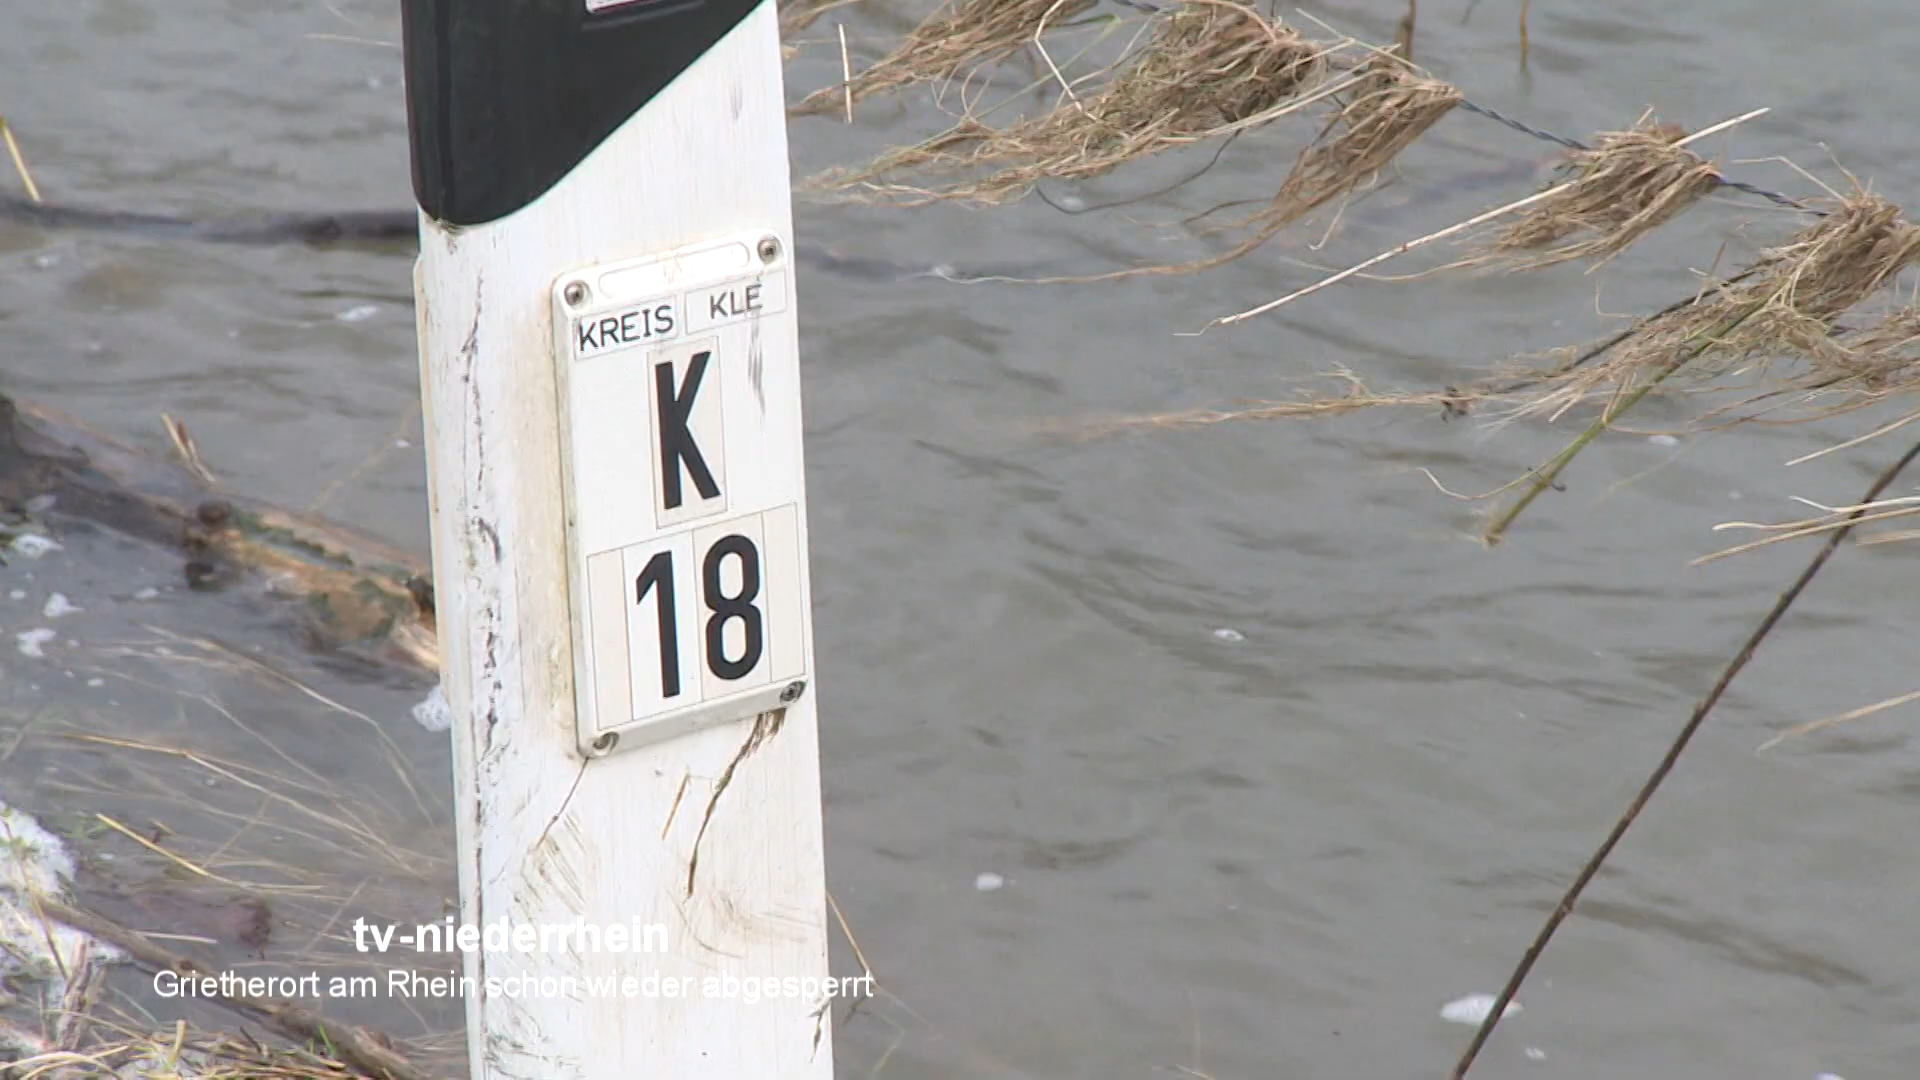 KREIS KLE
K
18
tv-niederrhein
Grietherort am Rhein schon wieder abgesperrt